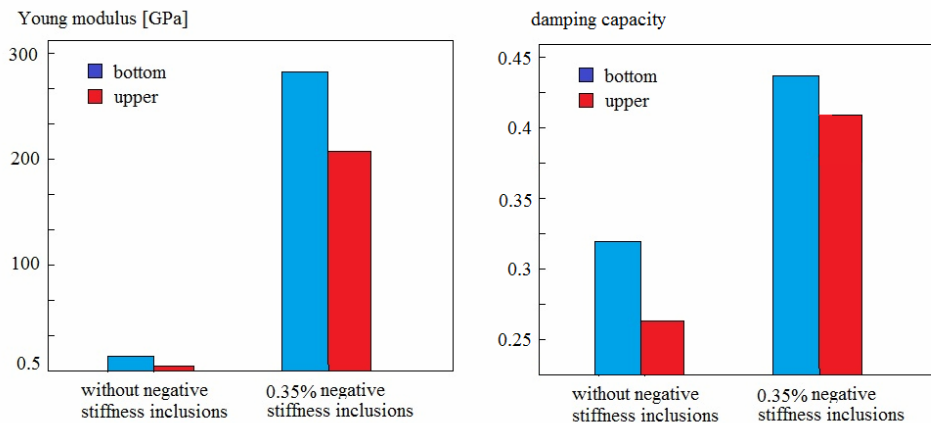 Young modulus [GPa]
300
200
100
0.5
bottom
upper
without negative
stiffness inclusions
0.35% negative
stiffness inclusions
damping capacity
0.45
0.4
0.35
0.3
0.25
bottom
upper
without negative
stiffness inclusions
0.35% negative
stiffness inclusions